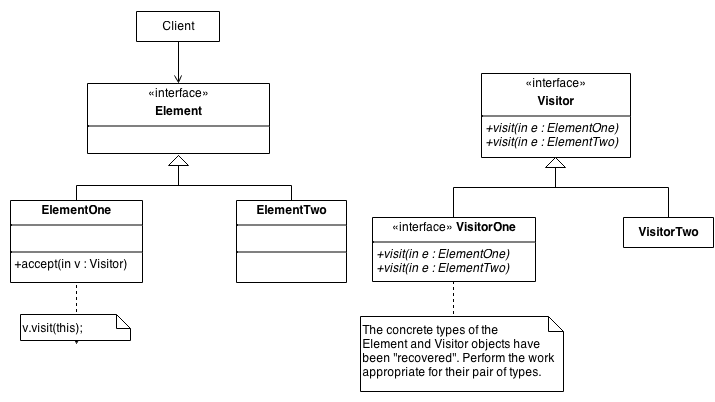 Client
«interface»
Element
«interface»
Visitor
+visit(in e : ElementOne)
+visit(in e : ElementTwo)
ElementOne
+accept(in v : Visitor)
ElementTwo
«interface» VisitorOne
+visit(in e : ElementOne)
+visit(in e : ElementTwo)
VisitorTwo
v.visit(this);
The concrete types of the
Element and Visitor objects have
been "recovered". Perform the work
appropriate for their pair of types.